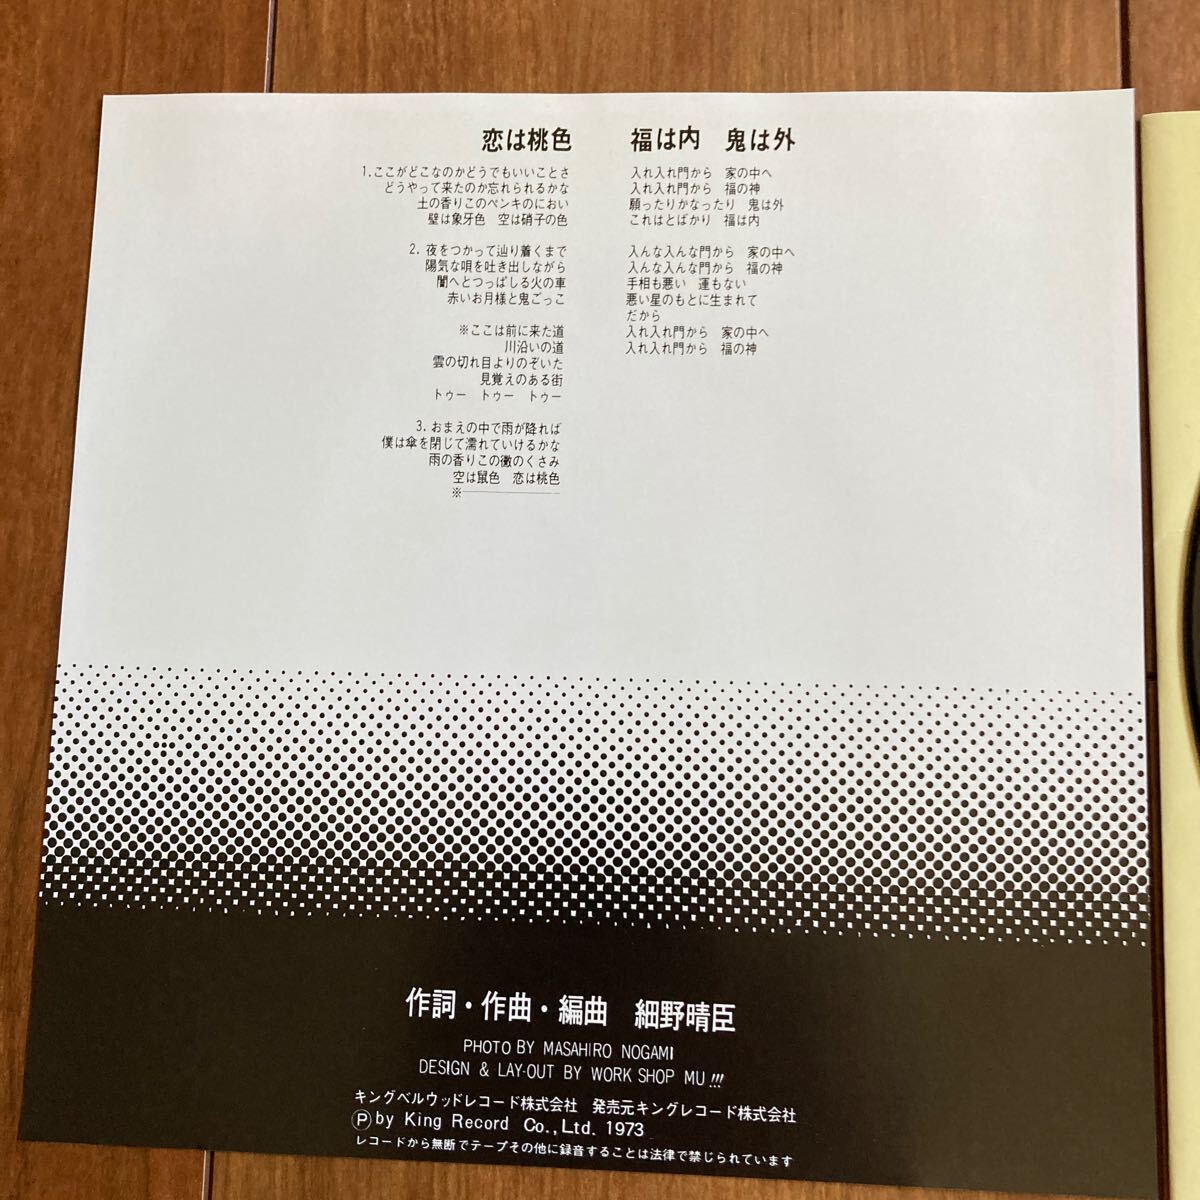 恋は桃色
1.ここがどこなのかどうでもいいことさ
どうやって来たのか忘れられるかな
土の香りこのペンキのにおい
壁は象牙色　空は硝子の色
2. 夜をつかって辿り着くまで
陽気な唄を吐き出しながら
闇へとつっぱしる火の車
赤いお月様と鬼ごっこ
※ここは前に来た道
川沿いの道
雲の切れ目よりのぞいた
見覚えのある街
トゥー　トゥー　トゥー
3. おまえの中で雨が降れば
僕は傘を閉じて濡れていけるかな
雨の香りこの黴のくさみ
空は鼠色　恋は桃色
※
福は内　鬼は外
入れ入れ門から　家の中へ
入れ入れ門から　福の神
願ったりかなったり　鬼は外
これはとばかり　福は内
入んな入んな門から　家の中へ
入んな入んな門から　福の神
手相も悪い　運もない
悪い星のもとに生まれて
だから
入れ入れ門から　家の中へ
入れ入れ門から　福の神
作詞・作曲・編曲　細野晴臣
PHOTO BY MASAHIRO NOGAMI
DESIGN & LAY-OUT BY WORK SHOP MU!!!
キングベルウッドレコード株式会社　発売元キングレコード株式会社
Ⓟby King Record Co.,Ltd. 1973
レコードから無断でテープその他に録音することは法律で禁じられています